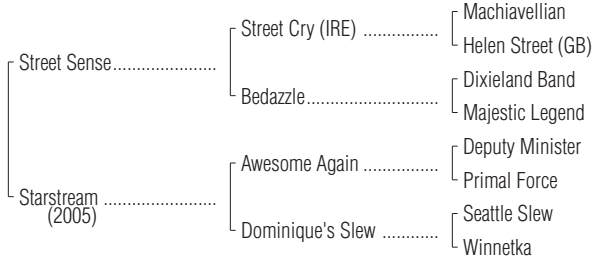 Machiavellian
Street Cry (IRE) ................
Helen Street (GB)
Street Sense......................
Dixieland Band
Bedazzle............................
Majestic Legend
Deputy Minister
Awesome Again ................
Primal Force
Starstream .......................
(2005)
Seattle Slew
Dominique's Slew ............
Winnetka